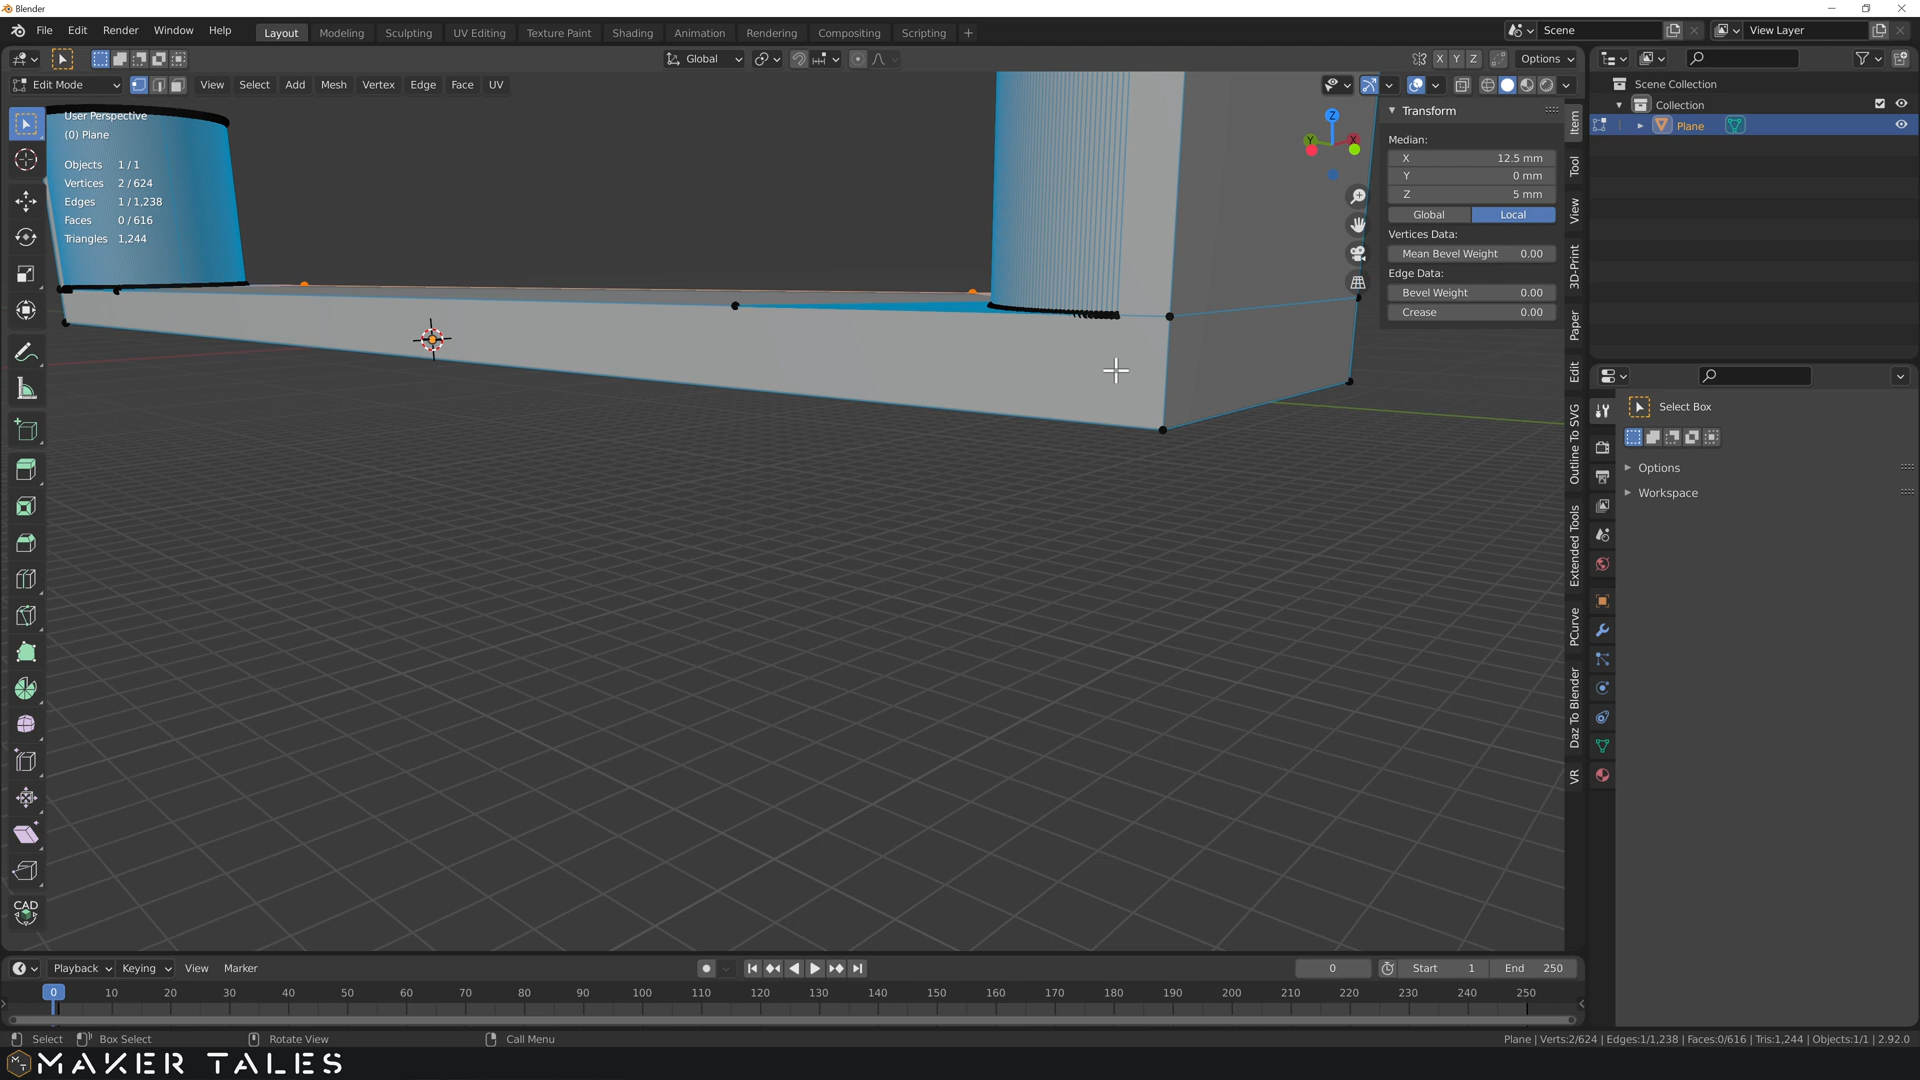 Blender
File Edit Render Window Help Layout Modeling Sculpting UV Editing Texture Paint Shading Animation Rendering Compositing Scripting + Scene View Layer
Global X Y Z Options
Edit Mode View Select Add Mesh Vertex Edge Face UV
User Perspective
(0) Plane
Objects 1 / 1
Vertices 2 / 624
Edges 1 / 1,238
Faces 0 / 616
Triangles 1,244
Z
Y
X
Transform
Median:
X 12.5 mm
Y 0 mm
Z 5 mm
Global Local
Vertices Data:
Mean Bevel Weight 0.00
Edge Data:
Bevel Weight 0.00
Crease 0.00
Item
Tool
View
3D-Print
Paper
Edit
Outline To SVG
Extended Tools
PCurve
Daz To Blender
VR
Scene Collection
Collection
Plane
Select Box
Options
Workspace
CAD
Playback Keying View Marker 0 Start 1 End 250
0 10 20 30 40 50 60 70 80 90 100 110 120 130 140 150 160 170 180 190 200 210 220 230 240 250
Select Box Select Rotate View Call Menu Plane | Verts:2/624 | Edges:1/1,238 | Faces:0/616 | Tris:1,244 | Objects:1/1 | 2.92.0
MAKER TALES